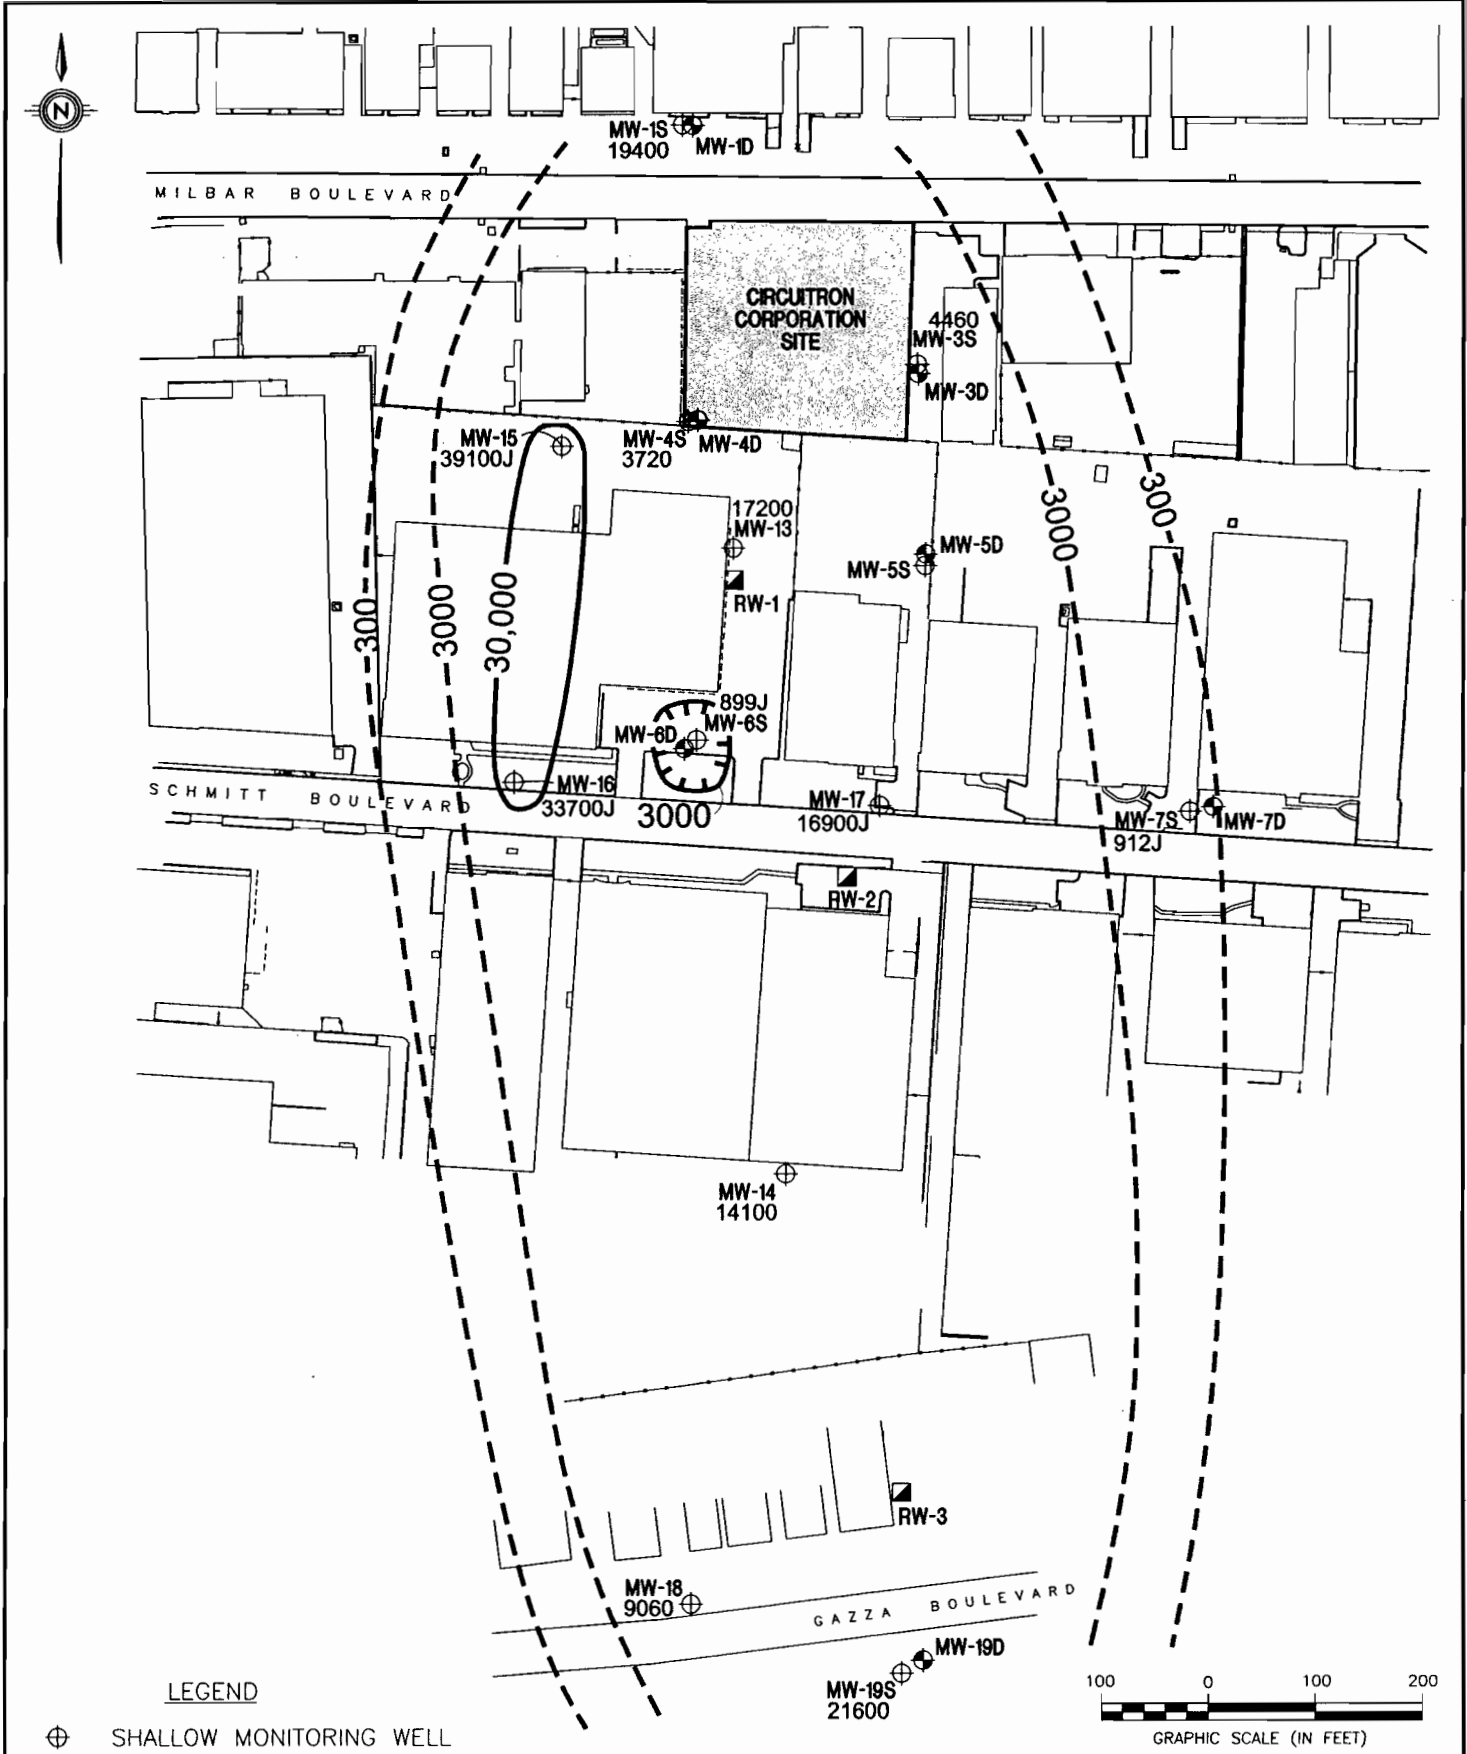 N
MW-1S
19400
MW-1D
MILBAR BOULEVARD
CIRCUITRON
CORPORATION
SITE
4460
MW-3S
MW-3D
MW-15
39100J
MW-4S
3720
MW-4D
17200
MW-13
RW-1
MW-5D
MW-5S
3000
300
300
3000
30,000
899J
MW-6S
MW-6D
MW-16
33700J
3000
MW-17
16900J
MW-7S
912J
MW-7D
SCHMITT BOULEVARD
RW-2
MW-14
14100
RW-3
MW-18
9060
GAZZA BOULEVARD
MW-19D
MW-19S
21600
LEGEND
SHALLOW MONITORING WELL
100 0 100 200
GRAPHIC SCALE (IN FEET)